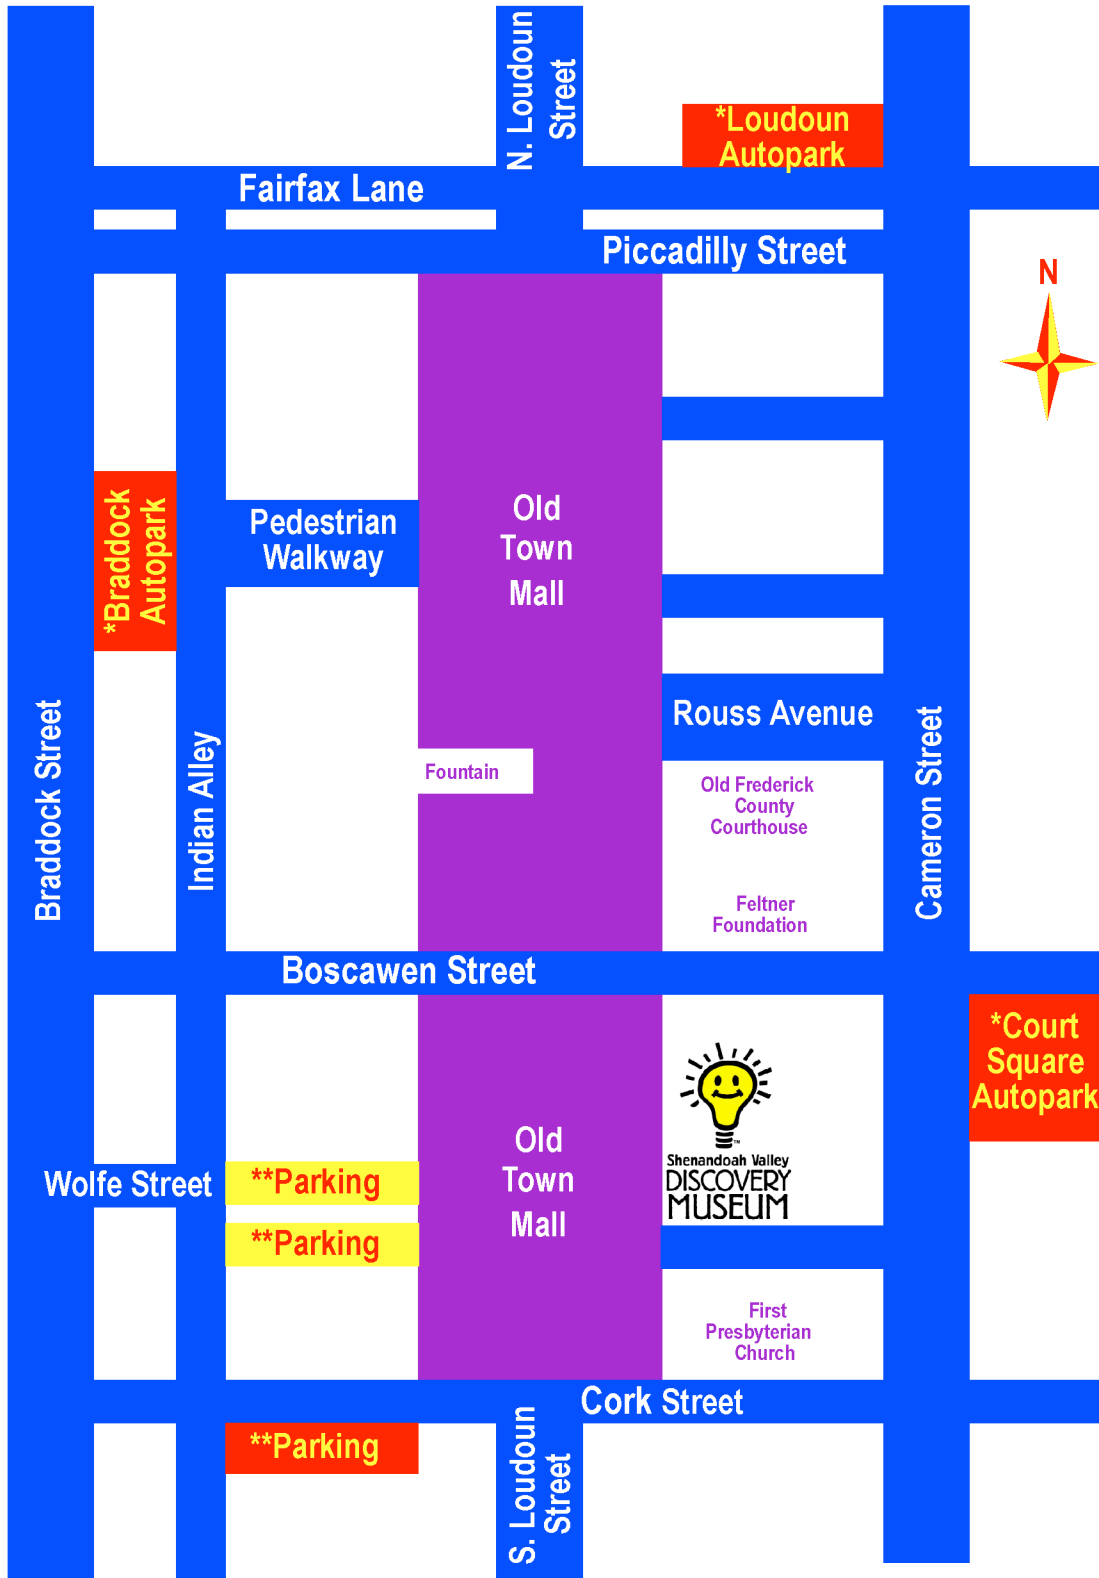 N. Loudoun
Street
*Loudoun
Autopark
Fairfax Lane
Piccadilly Street
N
*Braddock
Autopark
Pedestrian
Walkway
Old
Town
Mall
Rouss Avenue
Braddock Street
Indian Alley
Fountain
Old Frederick
County
Courthouse
Cameron Street
Feltner
Foundation
Boscawen Street
*Court
Square
Autopark
Old
Town
Mall
™
Shenandoah Valley
DISCOVERY
MUSEUM
Wolfe Street
**Parking
**Parking
First
Presbyterian
Church
Cork Street
**Parking
S. Loudoun
Street